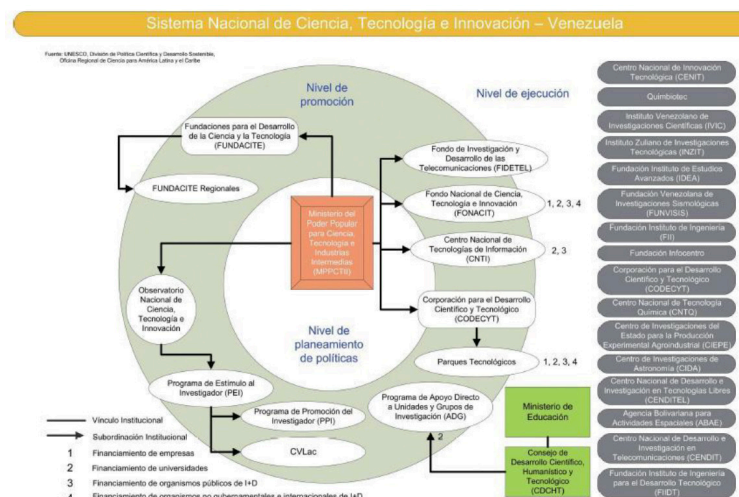 Sistema Nacional de Ciencia, Tecnología e Innovación – Venezuela
Fuente: UNESCO, División de Política Científica y Desarrollo Sostenible,
Oficina Regional de Ciencia para América Latina y el Caribe
Nivel de
promoción
Nivel de ejecución
Fundaciones para el Desarrollo
de la Ciencia y la Tecnología
(FUNDACITE)
FUNDACITE Regionales
Fondo de Investigación y
Desarrollo de las
Telecomunicaciones (FIDETEL)
Fondo Nacional de Ciencia,
Tecnología e Innovación
(FONACIT)
1, 2, 3, 4
Ministerio del
Poder Popular
para Ciencia,
Tecnología e
Industrias
Intermedias
(MPPCTII)
Centro Nacional de
Tecnologías de Información
(CNTI)
2, 3
Observatorio
Nacional de
Ciencia,
Tecnología e
Innovación
Corporación para el Desarrollo
Científico y Tecnológico
(CODECYT)
Nivel de
planeamiento
de políticas
Parques Tecnológicos
1, 2, 3, 4
Programa de Estímulo al
Investigador (PEI)
Programa de Promoción del
Investigador (PPI)
CVLac
Programa de Apoyo Directo
a Unidades y Grupos de
Investigación (ADG)
2
Ministerio de
Educación
Consejo de
Desarrollo Científico,
Humanístico y
Tecnológico
(CDCHT)
Vínculo Institucional
Subordinación Institucional
1 Financiamiento de empresas
2 Financiamiento de universidades
3 Financiamiento de organismos públicos de I+D
4 Financiamiento de organismos no gubernamentales e internacionales de I+D
Centro Nacional de Innovación
Tecnológica (CENIT)
Quimbiotec
Instituto Venezolano de
Investigaciones Científicas (IVIC)
Instituto Zuliano de Investigaciones
Tecnológicas (INZIT)
Fundación Instituto de Estudios
Avanzados (IDEA)
Fundación Venezolana de
Investigaciones Sismológicas
(FUNVISIS)
Fundación Instituto de Ingeniería
(FII)
Fundación Infocentro
Corporación para el Desarrollo
Científico y Tecnológico
(CODECYT)
Centro Nacional de Tecnología
Química (CNTQ)
Centro de Investigaciones del
Estado para la Producción
Experimental Agroindustrial (CIEPE)
Centro de Investigaciones de
Astronomía (CIDA)
Centro Nacional de Desarrollo e
Investigación en Tecnologías Libres
(CENDITEL)
Agencia Bolivariana para
Actividades Espaciales (ABAE)
Centro Nacional de Desarrollo e
Investigación en
Telecomunicaciones (CENDIT)
Fundación Instituto de Ingeniería
para el Desarrollo Tecnológico
(FIIDT)